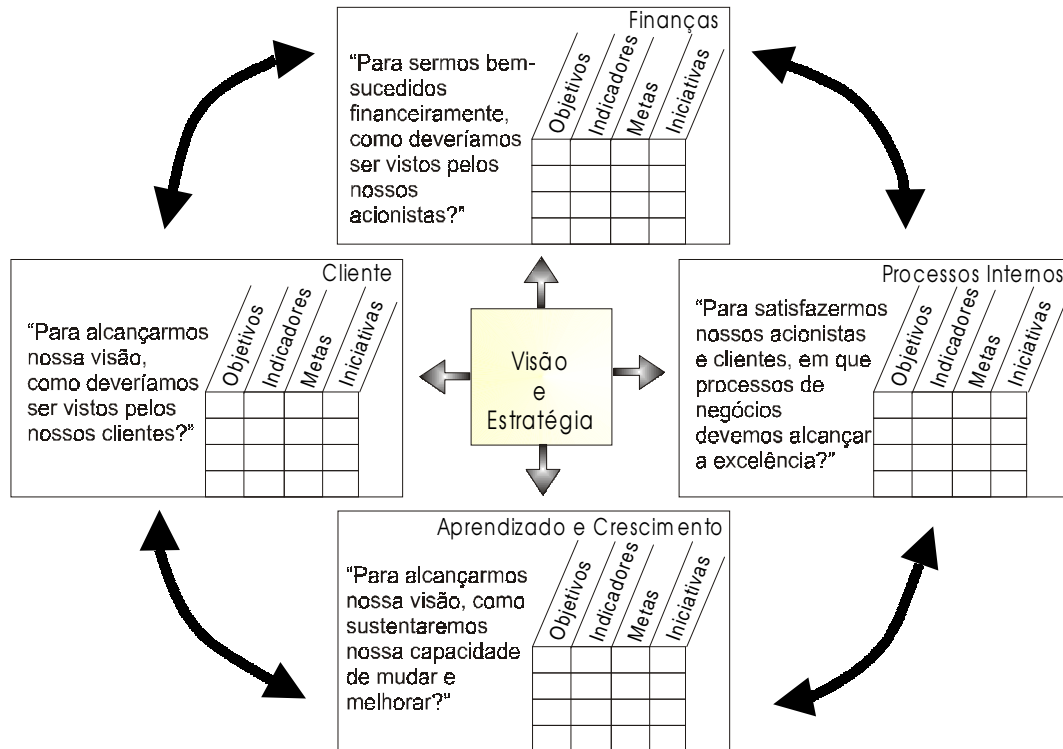 Finanças
"Para sermos bem-
sucedidos
financeiramente,
como deveríamos
ser vistos pelos
nossos
acionistas?"
Objetivos
Indicadores
Metas
Iniciativas
Cliente
"Para alcançarmos
nossa visão,
como deveríamos
ser vistos pelos
nossos clientes?"
Objetivos
Indicadores
Metas
Iniciativas
Visão
e
Estratégia
Processos Internos
"Para satisfazermos
nossos acionistas
e clientes, em que
processos de
negócios
devemos alcançar
a excelência?"
Objetivos
Indicadores
Metas
Iniciativas
Aprendizado e Crescimento
"Para alcançarmos
nossa visão, como
sustentaremos
nossa capacidade
de mudar e
melhorar?"
Objetivos
Indicadores
Metas
Iniciativas